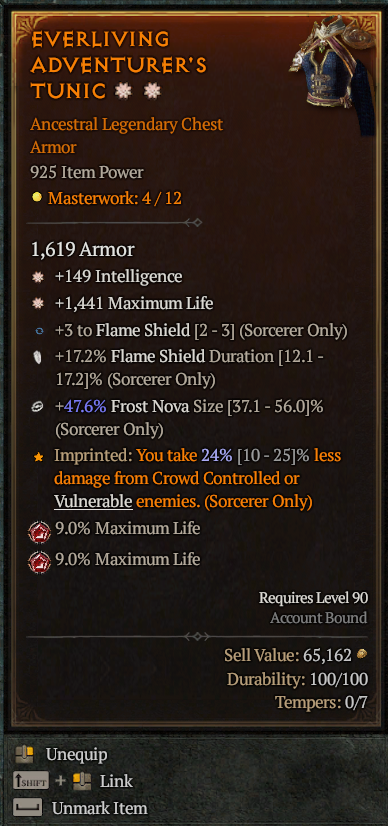 EVERLIVING
ADVENTURER'S
TUNIC
Ancestral Legendary Chest
Armor
925 Item Power
Masterwork: 4 / 12
1,619 Armor
+149 Intelligence
+1,441 Maximum Life
+3 to Flame Shield [2 - 3] (Sorcerer Only)
+17.2% Flame Shield Duration [12.1 -
17.2]% (Sorcerer Only)
+47.6% Frost Nova Size [37.1 - 56.0]%
(Sorcerer Only)
Imprinted: You take 24% [10 - 25]% less
damage from Crowd Controlled or
Vulnerable enemies. (Sorcerer Only)
9.0% Maximum Life
9.0% Maximum Life
Requires Level 90
Account Bound
Sell Value: 65,162
Durability: 100/100
Tempers: 0/7
Unequip
SHIFT + Link
Unmark Item